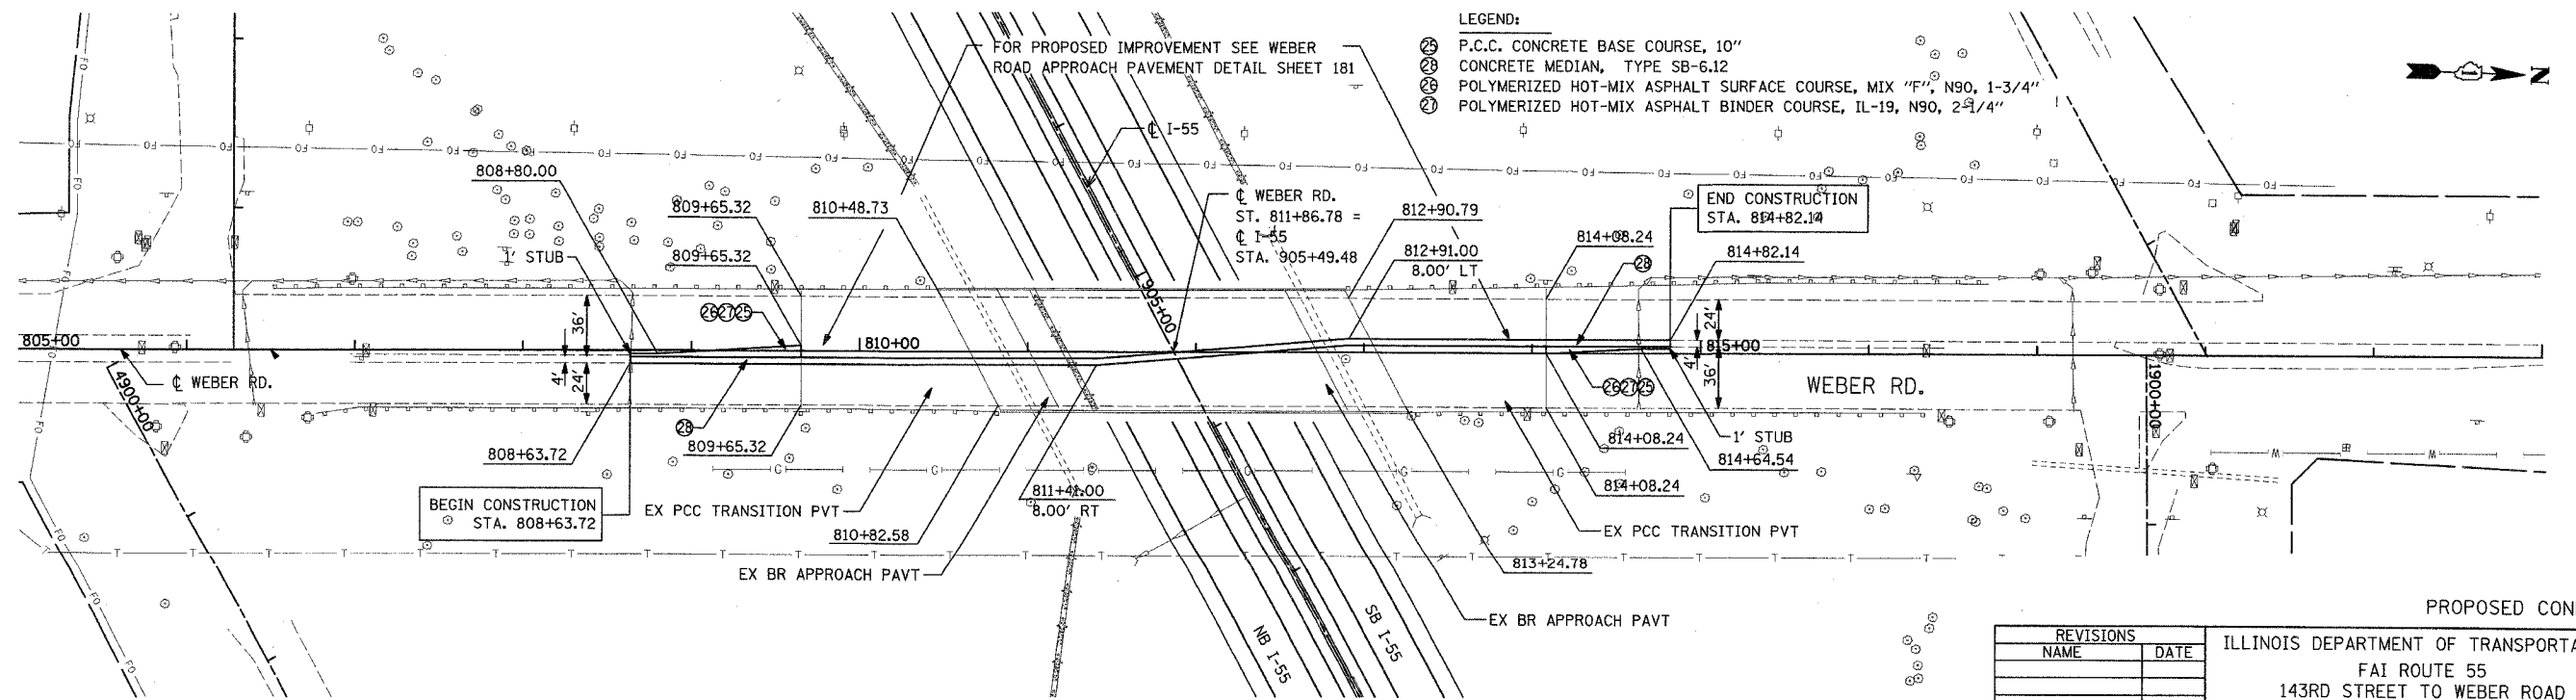 LEGEND:
25 P.C.C. CONCRETE BASE COURSE, 10"
28 CONCRETE MEDIAN, TYPE SB-6.12
26 POLYMERIZED HOT-MIX ASPHALT SURFACE COURSE, MIX "F", N90, 1-3/4"
27 POLYMERIZED HOT-MIX ASPHALT BINDER COURSE, IL-19, N90, 2-1/4"
N
FOR PROPOSED IMPROVEMENT SEE WEBER
ROAD APPROACH PAVEMENT DETAIL SHEET 181
℄ I-55
808+80.00
809+65.32
810+48.73
809+65.32
1' STUB
℄ WEBER RD.
ST. 811+86.78 =
℄ I-55
STA. 905+49.48
812+90.79
812+91.00
8.00' LT
814+08.24
28
END CONSTRUCTION
STA. 814+82.14
814+82.14
905+00
36'
262725
24'
805+00
810+00
815+00
℄ WEBER RD.
4'
24'
4'
36'
262725
WEBER RD.
4900+00
1900+00
28
809+65.32
808+63.72
814+08.24
1' STUB
814+64.54
814+08.24
BEGIN CONSTRUCTION
STA. 808+63.72
EX PCC TRANSITION PVT
811+41.00
8.00' RT
810+82.58
EX BR APPROACH PAVT
EX PCC TRANSITION PVT
813+24.78
EX BR APPROACH PAVT
NB I-55
SB I-55
PROPOSED CON
REVISIONS
NAME DATE
ILLINOIS DEPARTMENT OF TRANSPORTA
FAI ROUTE 55
143RD STREET TO WEBER ROAD